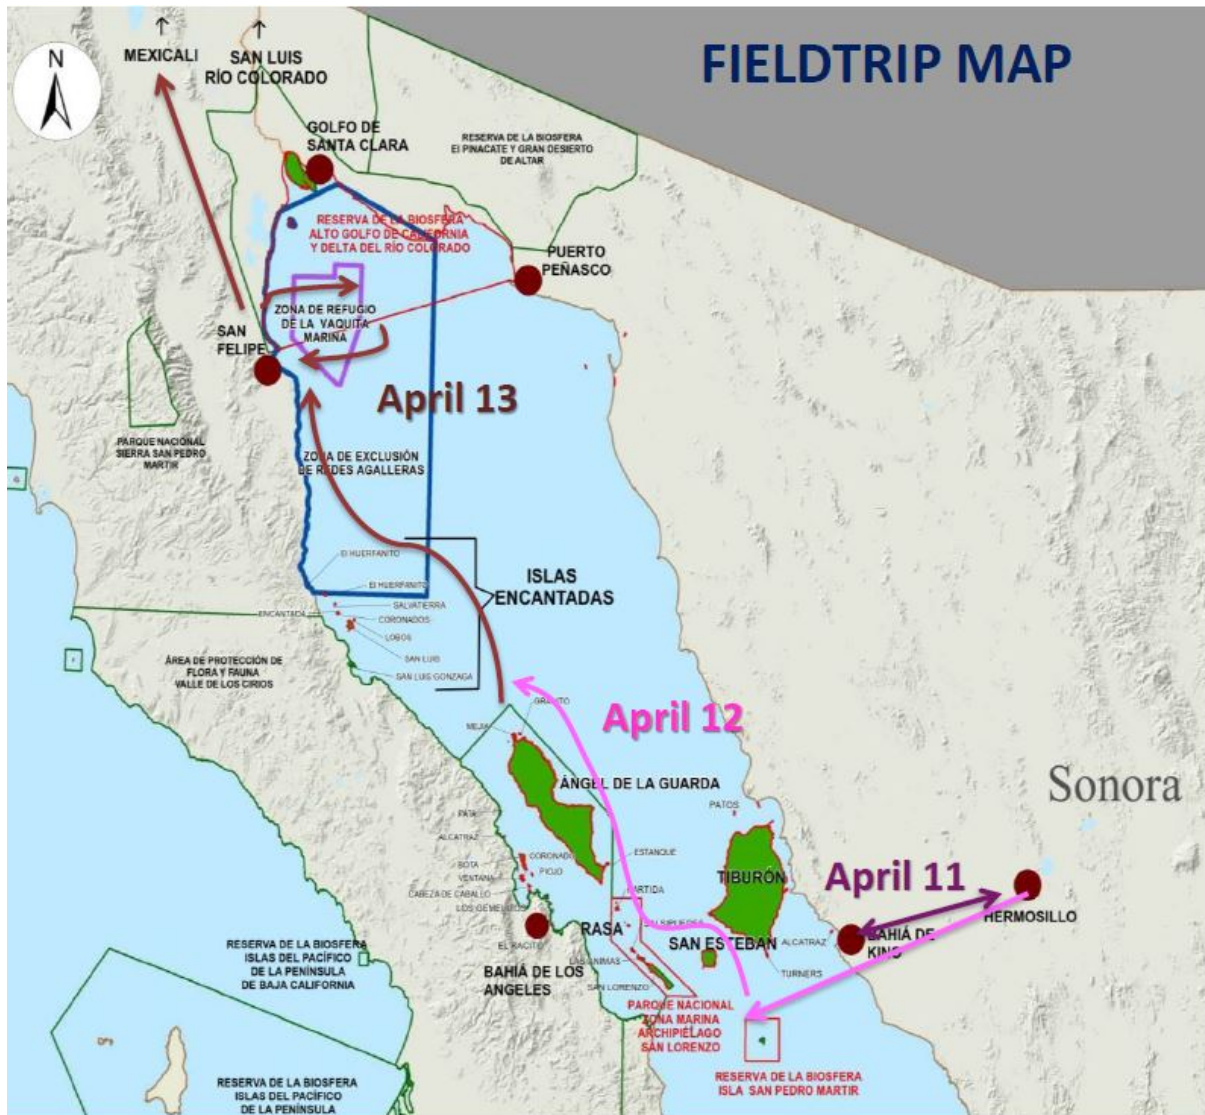 FIELDTRIP MAP
N
MEXICALI
SAN LUIS
RÍO COLORADO
GOLFO DE
SANTA CLARA
RESERVA DE LA BIOSFERA
El PINACATE Y GRAN DESIERTO
DE ALTAR
RESERVA DE LA BIOSFERA
ALTO GOLFO DE CALIFORNIA
Y DELTA DEL RÍO COLORADO
PUERTO
PEÑASCO
ZONA DE REFUGIO
DE LA VAQUITA
MARINA
SAN
FELIPE
April 13
PARQUE NACIONAL
SIERRA SAN PEDRO
MARTIR
ZONA DE EXCLUSIÓN
DE REDES AGALLERAS
El HUERFANITO
El HUERFANITO
ISLAS
ENCANTADAS
ENCANTADA
SALVATIERRA
CORONADOS
LOBOS
SAN LUIS
SAN LUIS GONZAGA
ÁREA DE PROTECCIÓN DE
FLORA Y FAUNA
VALLE DE LOS CIRIOS
GRANITO
MEJIA
April 12
ÁNGEL DE LA GUARDA
Sonora
PATOS
PATA
ALCATRAZ
BOTA
CORONADO
VENTANA
PIOJO
CABEZA DE CABALLO
LOS GEMELITOS
ESTANQUE
PARTIDA
TIBURÓN
April 11
HERMOSILLO
RASA
SALSIPUEDES
SAN ESTEBAN
ALCATRAZ
BAHIÁ DE
KINO
TURNERS
EL RACITO
BAHIÁ DE LOS
ANGELES
LAS ANIMAS
SAN LORENZO
RESERVA DE LA BIOSFERA
ISLAS DEL PACÍFICO
DE LA PENÍNSULA
DE BAJA CALIFORNIA
PARQUE NACIONAL
ZONA MARINA
ARCHIPIÉLAGO
SAN LORENZO
RESERVA DE LA BIOSFERA
ISLA SAN PEDRO MARTIR
RESERVA DE LA BIOSFERA
ISLAS DEL PACÍFICO
DE LA PENÍNSULA